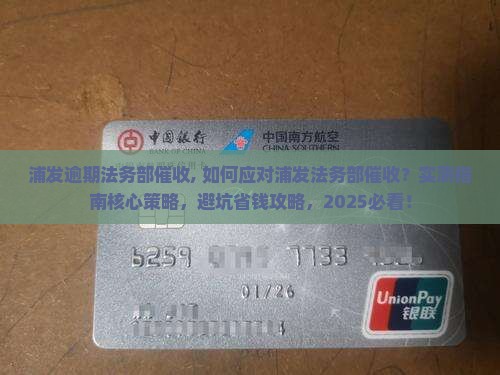 中国银行
中国南方航空
CHINA SOUTHERN
浦发逾期法务部催收, 如何应对浦发法务部催收？实
南核心策略，避坑省钱攻略，2025必看！
6259 7733
01/26
UnionPay
银联